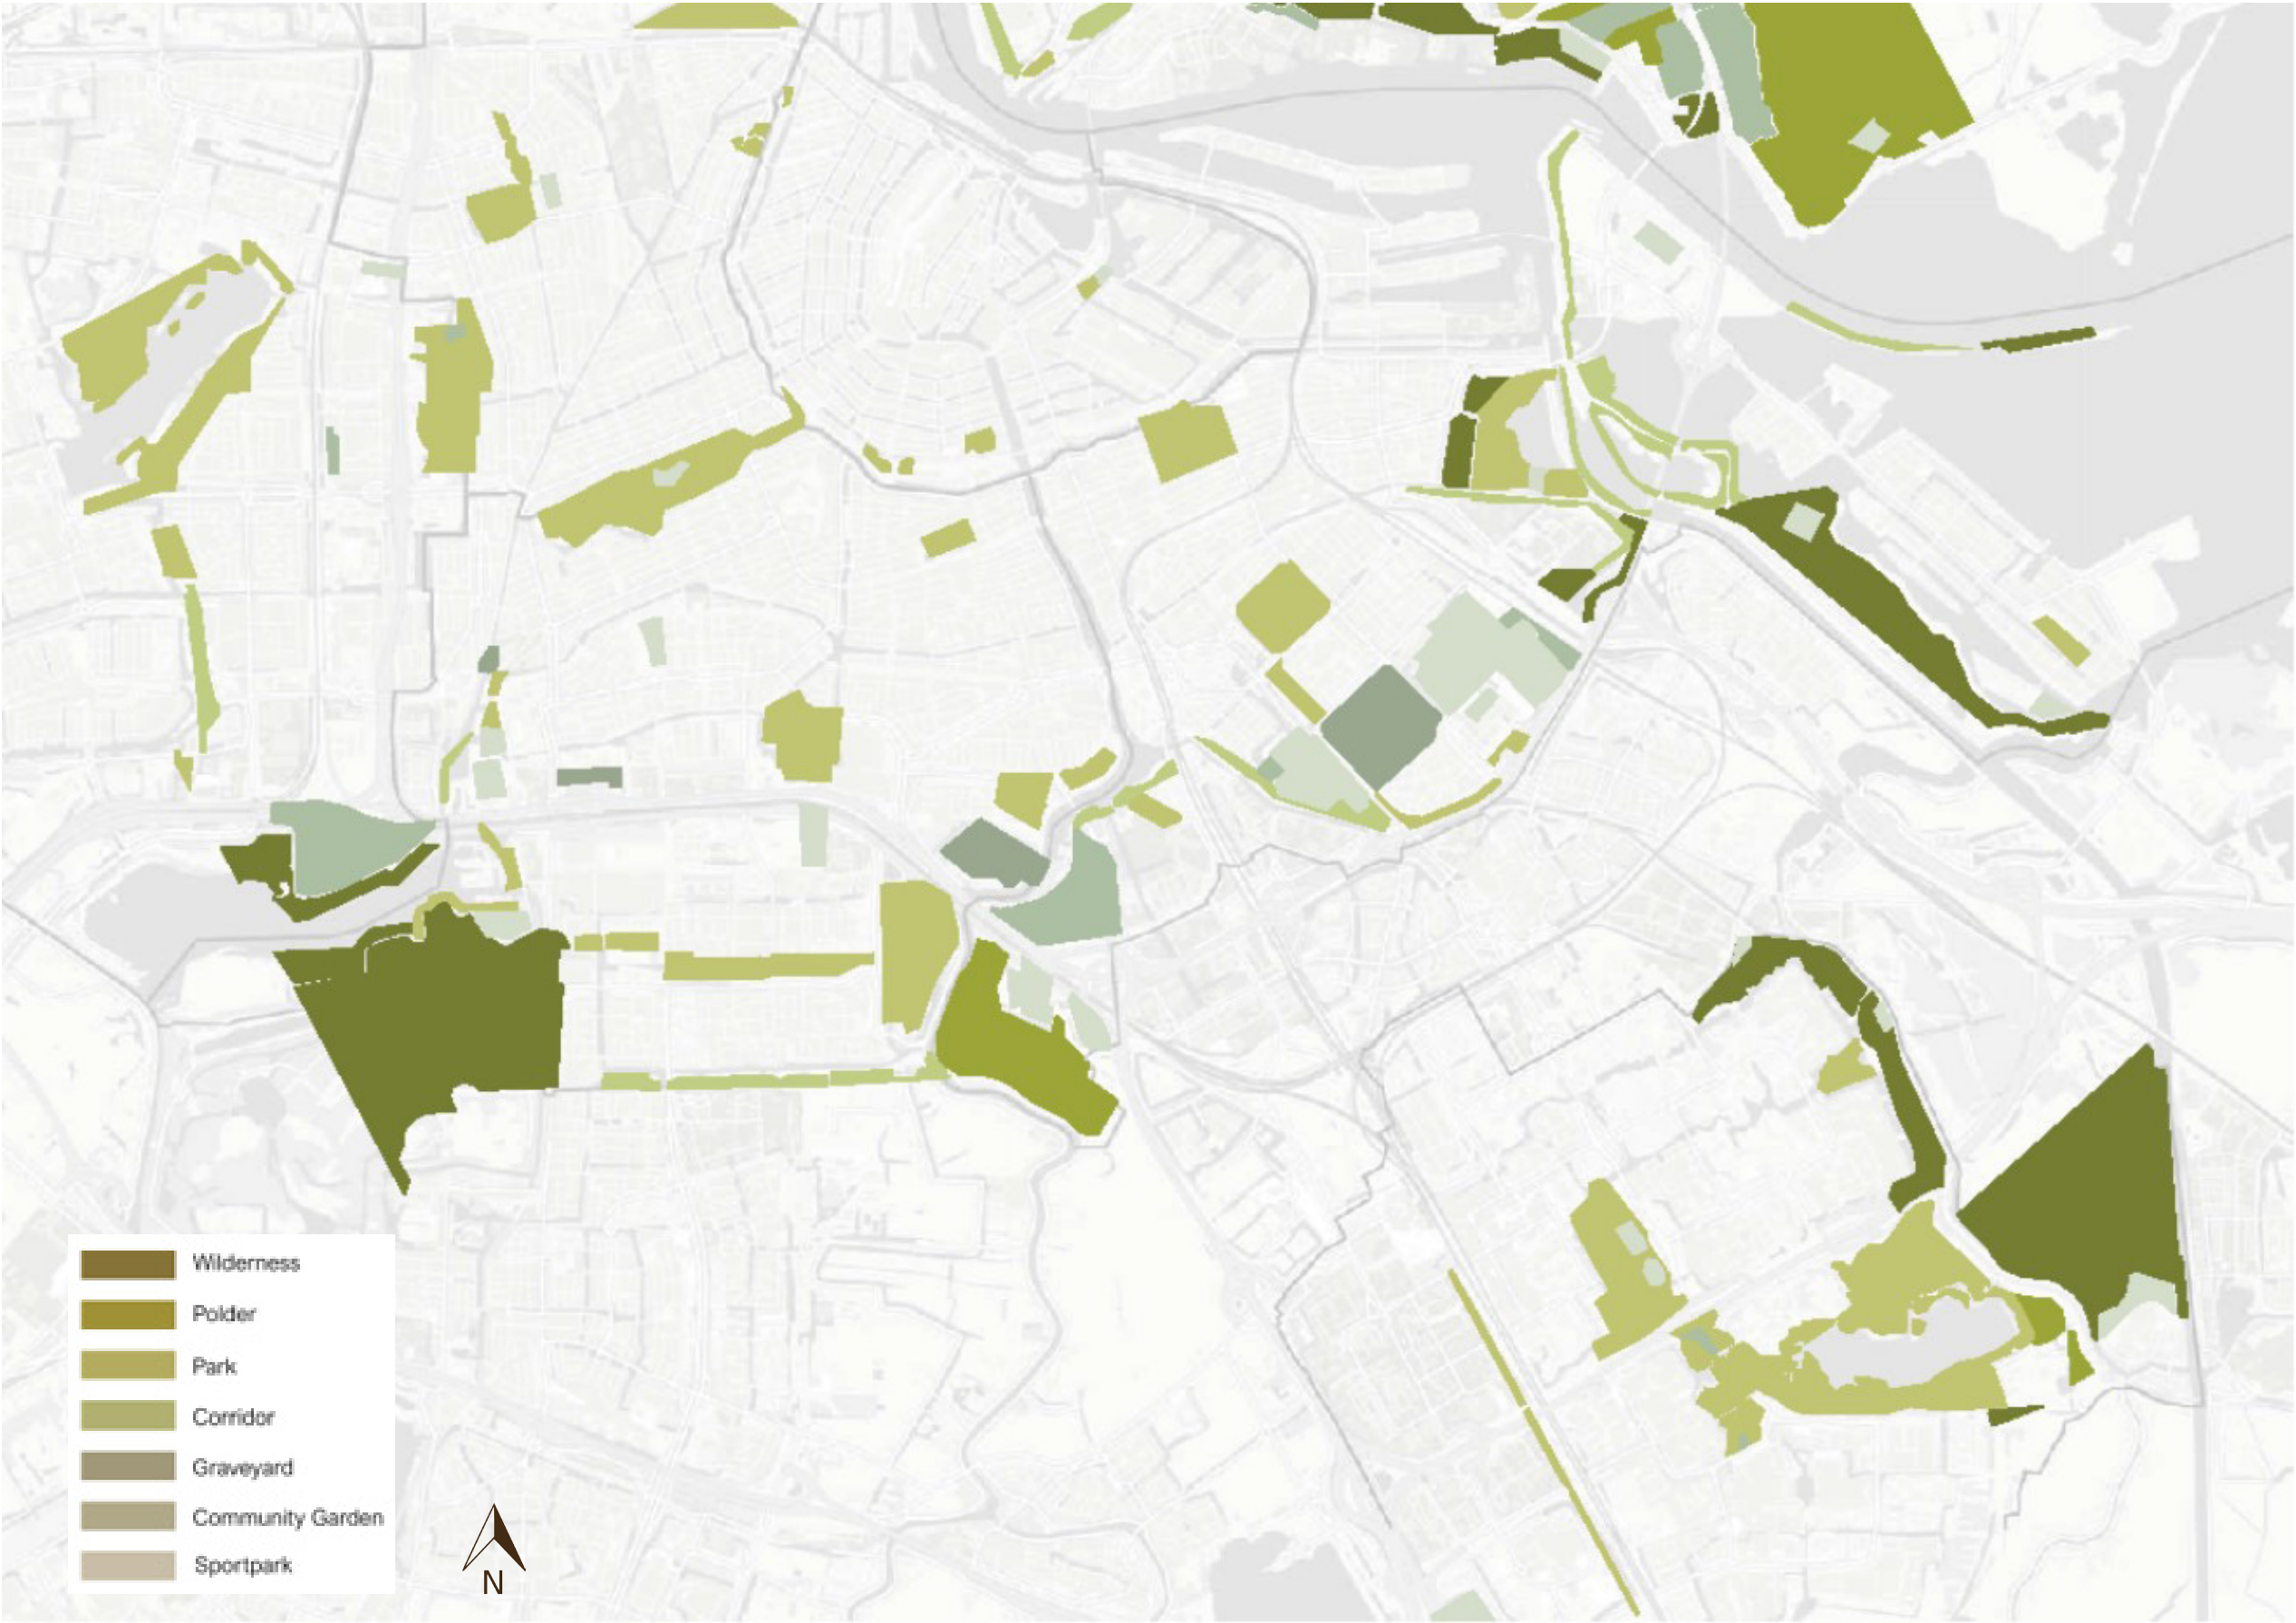 Wilderness
Polder
Park
Corridor
Graveyard
Community Garden
Sportpark
N